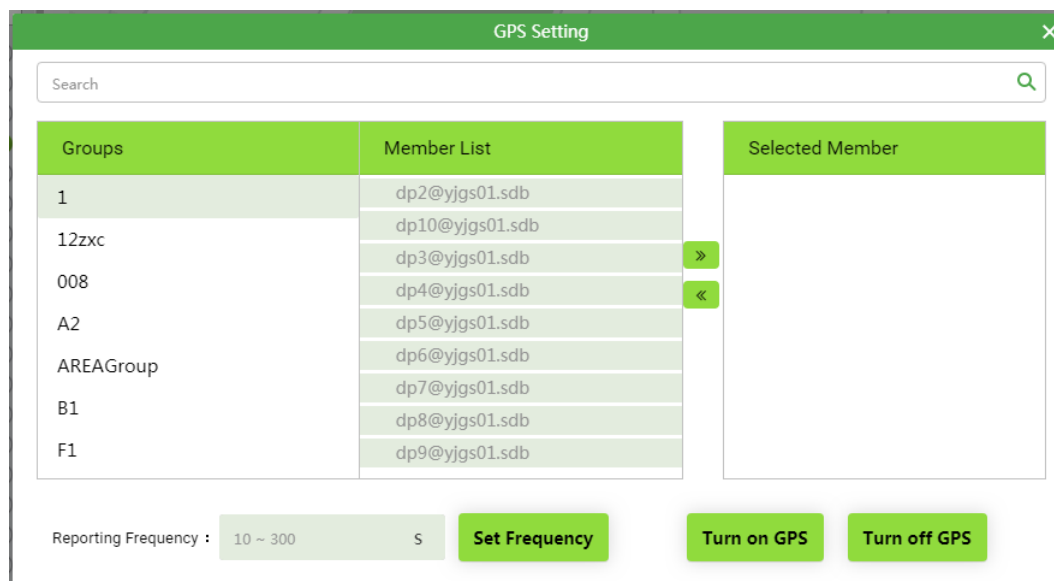 GPS Setting
Search
Groups
Member List
Selected Member
1
12zxc
008
A2
AREAGroup
B1
F1
dp2@yjgs01.sdb
dp10@yjgs01.sdb
dp3@yjgs01.sdb
dp4@yjgs01.sdb
dp5@yjgs01.sdb
dp6@yjgs01.sdb
dp7@yjgs01.sdb
dp8@yjgs01.sdb
dp9@yjgs01.sdb
»
«
Reporting Frequency : 10 ~ 300 S Set Frequency Turn on GPS Turn off GPS